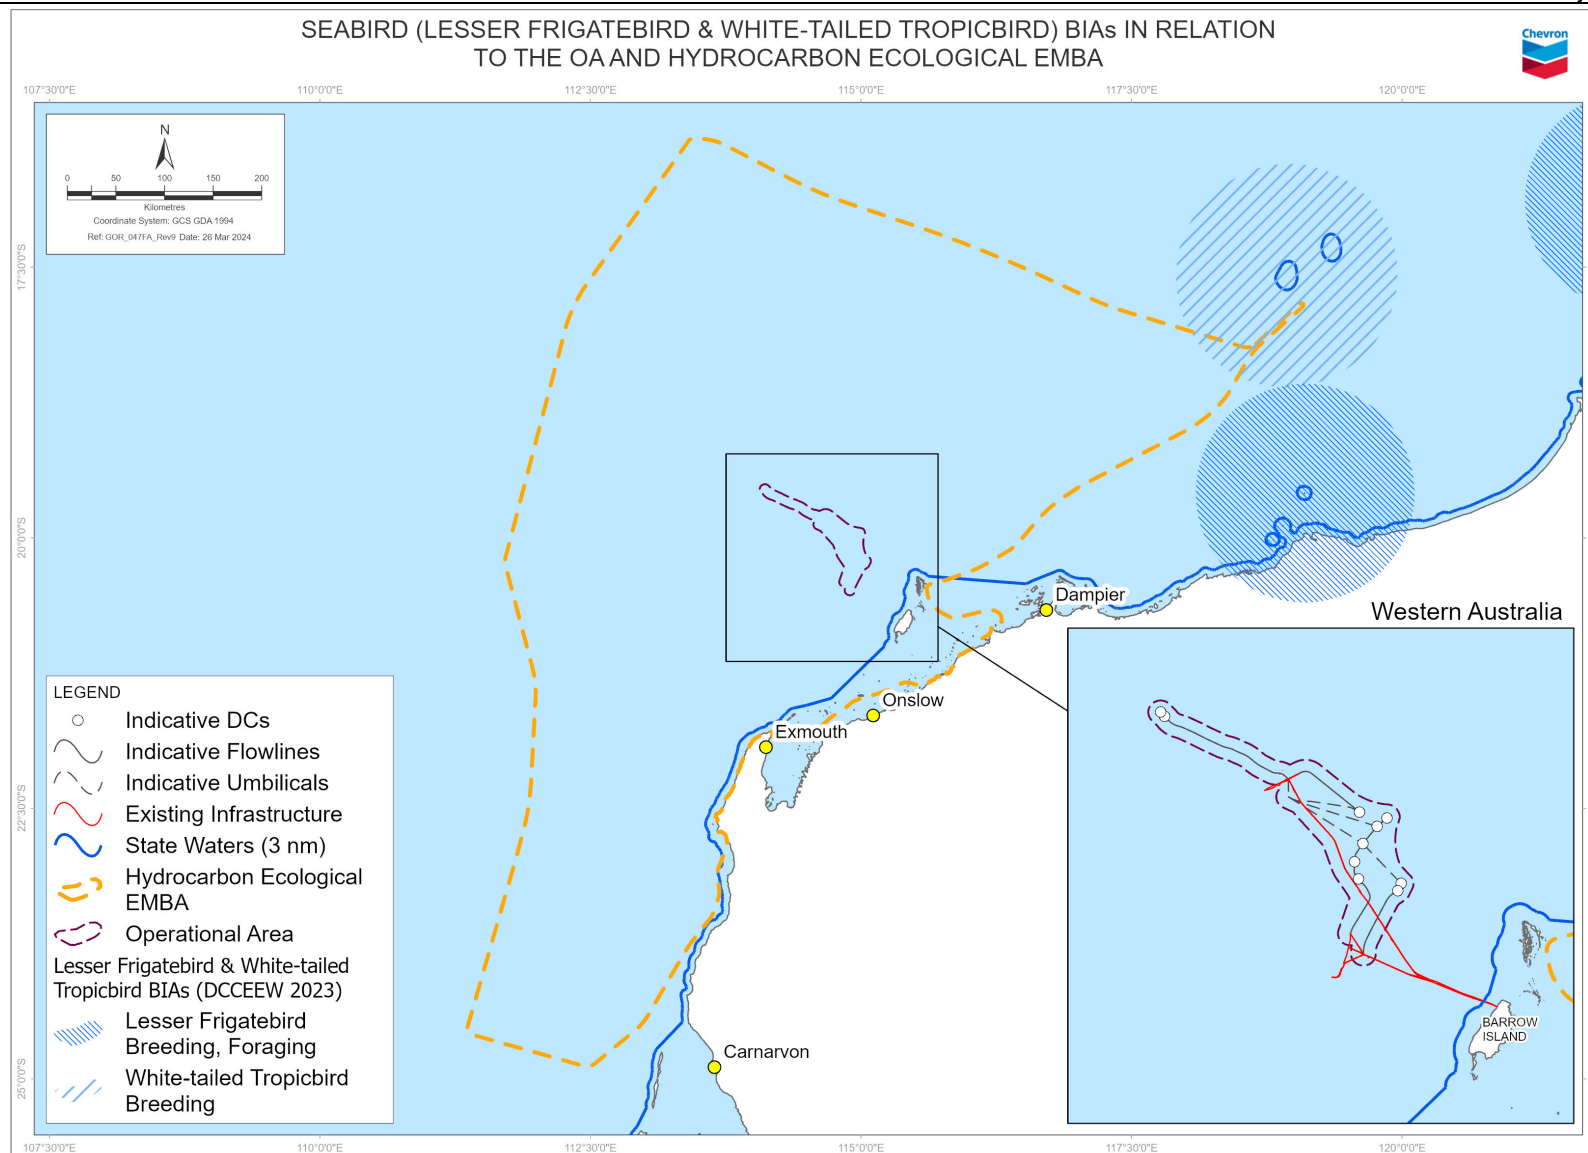 SEABIRD (LESSER FRIGATEBIRD & WHITE-TAILED TROPICBIRD) BIAs IN RELATION
TO THE OA AND HYDROCARBON ECOLOGICAL EMBA
Chevron
107°30'0"E
110°0'0"E
112°30'0"E
115°0'0"E
117°30'0"E
120°0'0"E
N
0
50
100
150
200
Kilometres
Coordinate System: GCS GDA 1994
Ref: GOR_047FA_Rev9 Date: 26 Mar 2024
17°30'0"S
20°0'0"S
22°30'0"S
25°0'0"S
Dampier
Western Australia
Onslow
Exmouth
Carnarvon
BARROW
ISLAND
LEGEND
Indicative DCs
Indicative Flowlines
Indicative Umbilicals
Existing Infrastructure
State Waters (3 nm)
Hydrocarbon Ecological
EMBA
Operational Area
Lesser Frigatebird & White-tailed
Tropicbird BIAs (DCCEEW 2023)
Lesser Frigatebird
Breeding, Foraging
White-tailed Tropicbird
Breeding
107°30'0"E
110°0'0"E
112°30'0"E
115°0'0"E
117°30'0"E
120°0'0"E